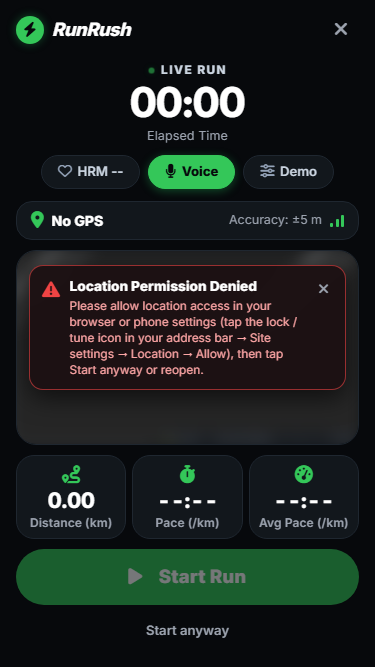 RunRush
LIVE RUN
00:00
Elapsed Time
HRM --
Voice
Demo
No GPS
Accuracy: ±5 m
Location Permission Denied
Please allow location access in your
browser or phone settings (tap the lock /
tune icon in your address bar → Site
settings → Location → Allow), then tap
Start anyway or reopen.
0.00
Distance (km)
--:--
Pace (/km)
--:--
Avg Pace (/km)
Start Run
Start anyway